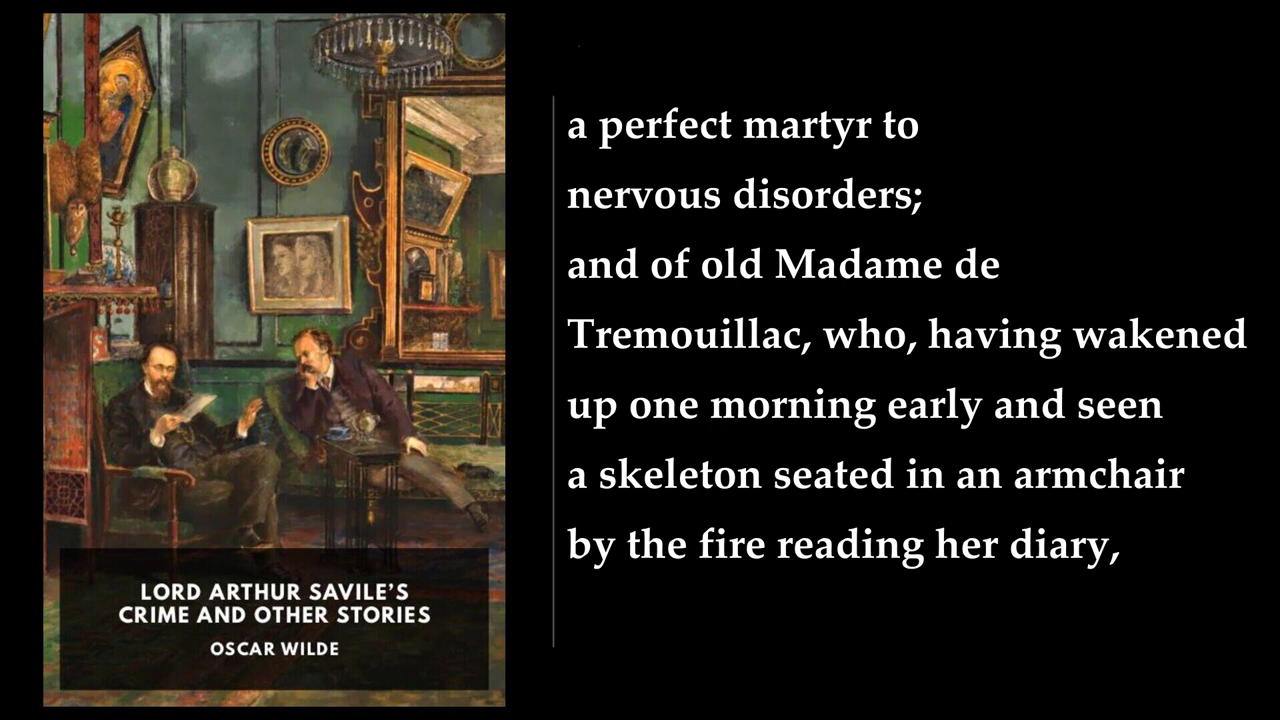 LORD ARTHUR SAVILE’S
CRIME AND OTHER STORIES
OSCAR WILDE
a perfect martyr to
nervous disorders;
and of old Madame de
Tremouillac, who, having wakened
up one morning early and seen
a skeleton seated in an armchair
by the fire reading her diary,